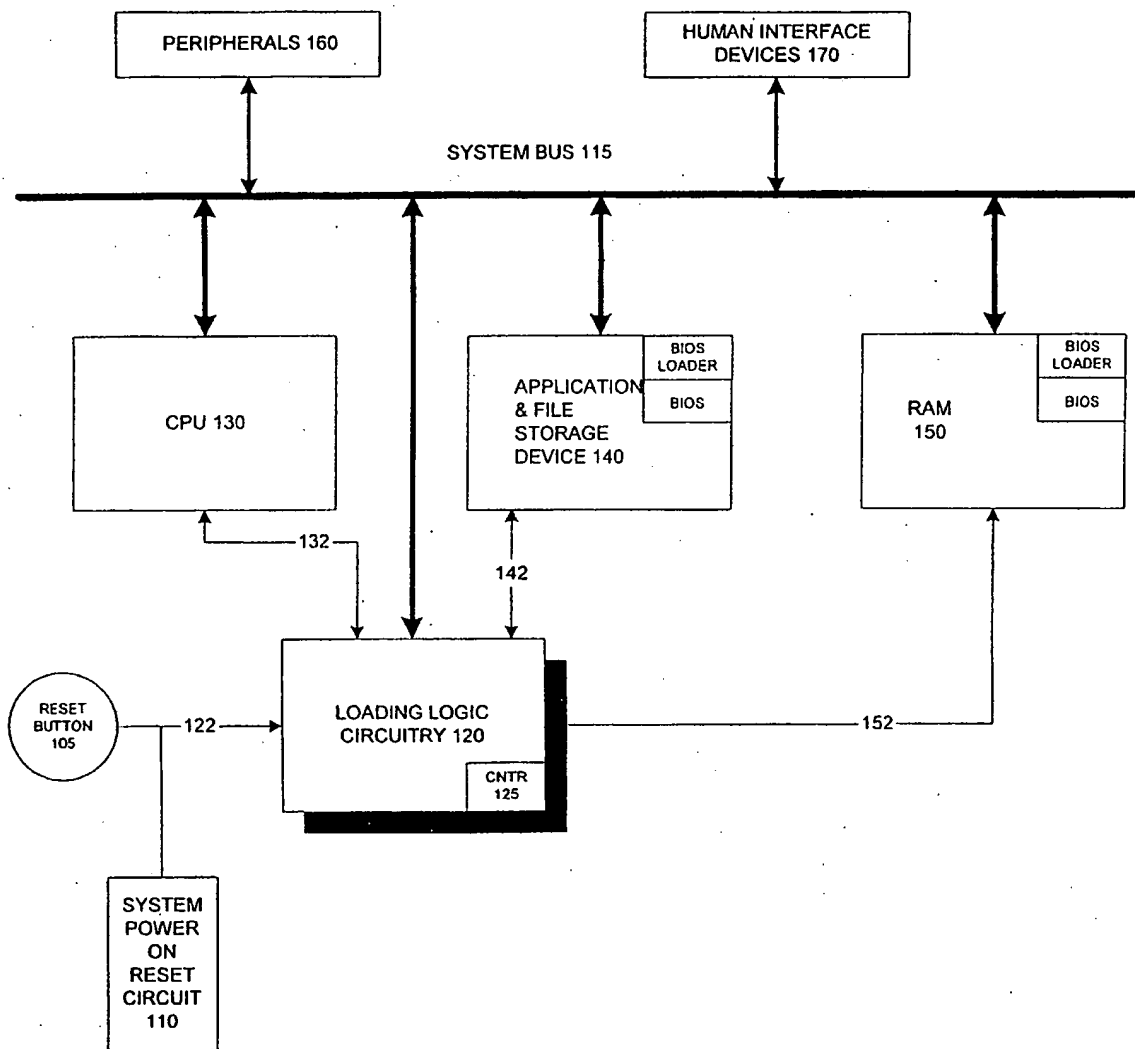 PERIPHERALS 160
HUMAN INTERFACE
DEVICES 170
SYSTEM BUS 115
CPU 130
APPLICATION
& FILE
STORAGE
DEVICE 140
BIOS
LOADER
BIOS
RAM
150
BIOS
LOADER
BIOS
132
142
RESET
BUTTON
105
122
LOADING LOGIC
CIRCUITRY 120
CNTR
125
152
SYSTEM
POWER
ON
RESET
CIRCUIT
110